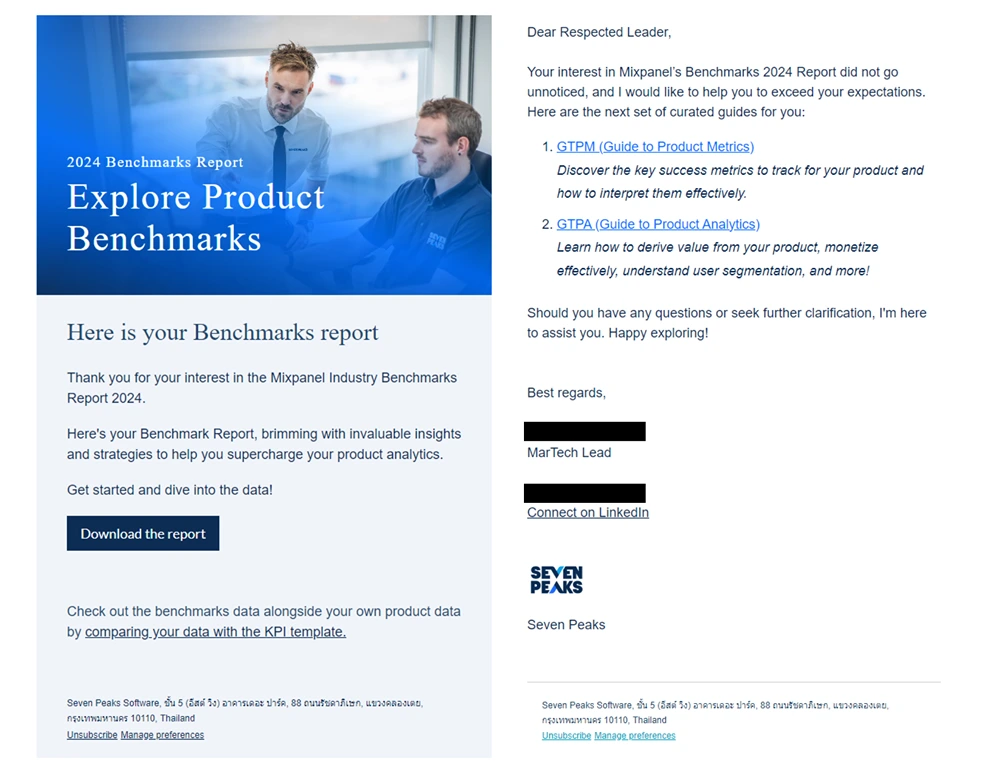 2024 Benchmarks Report
Explore Product
Benchmarks
SEVEN
PEAKS
Here is your Benchmarks report
Thank you for your interest in the Mixpanel Industry Benchmarks
Report 2024.
Here's your Benchmark Report, brimming with invaluable insights
and strategies to help you supercharge your product analytics.
Get started and dive into the data!
Download the report
Check out the benchmarks data alongside your own product data
by comparing your data with the KPI template.
Seven Peaks Software, ชั้น 5 (อีสต์ วิง) อาคารเดอะ ปาร์ค, 88 ถนนรัชดาภิเษก, แขวงคลองเตย,
กรุงเทพมหานคร 10110, Thailand
Unsubscribe Manage preferences
Dear Respected Leader,
Your interest in Mixpanel's Benchmarks 2024 Report did not go
unnoticed, and I would like to help you to exceed your expectations.
Here are the next set of curated guides for you:
1. GTPM (Guide to Product Metrics)
Discover the key success metrics to track for your product and
how to interpret them effectively.
2. GTPA (Guide to Product Analytics)
Learn how to derive value from your product, monetize
effectively, understand user segmentation, and more!
Should you have any questions or seek further clarification, I'm here
to assist you. Happy exploring!
Best regards,
MarTech Lead
Connect on LinkedIn
SEVEN
PEAKS
Seven Peaks
Seven Peaks Software, ชั้น 5 (อีสต์ วิง) อาคารเดอะ ปาร์ค, 88 ถนนรัชดาภิเษก, แขวงคลองเตย,
กรุงเทพมหานคร 10110, Thailand
Unsubscribe Manage preferences